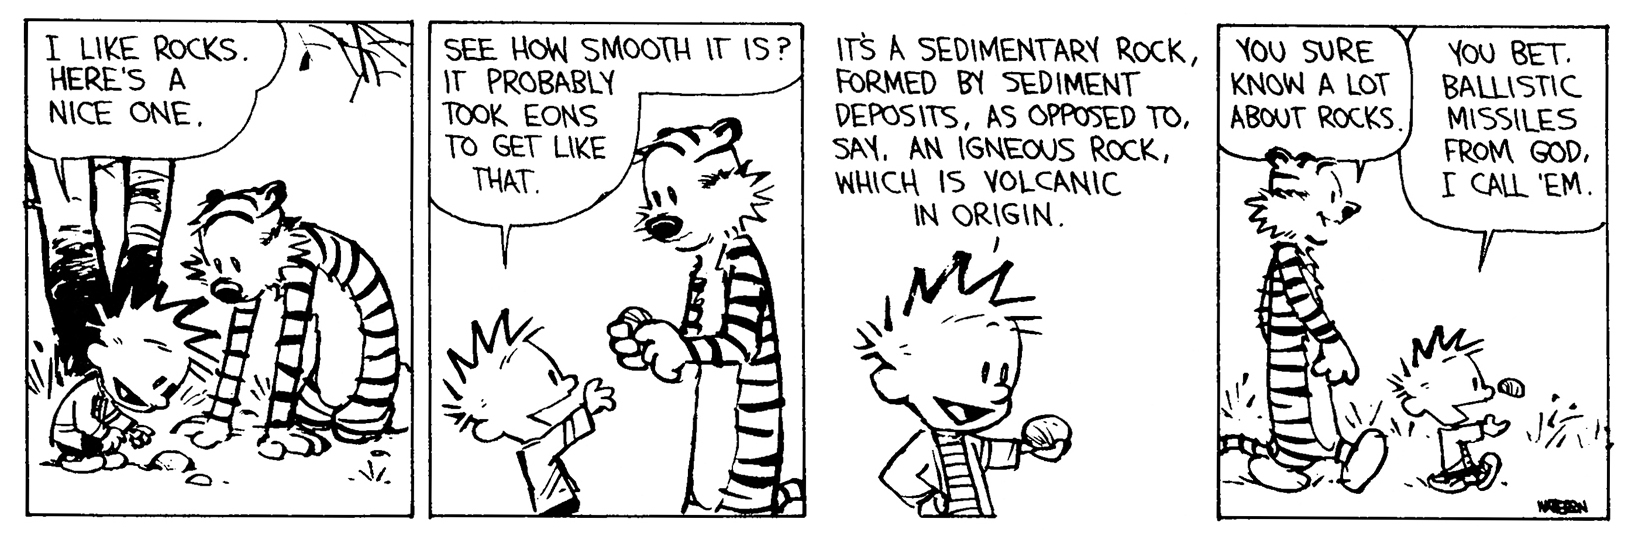 I LIKE ROCKS.
HERE'S A
NICE ONE.
SEE HOW SMOOTH IT IS?
IT PROBABLY
TOOK EONS
TO GET LIKE
THAT.
IT'S A SEDIMENTARY ROCK,
FORMED BY SEDIMENT
DEPOSITS, AS OPPOSED TO,
SAY, AN IGNEOUS ROCK,
WHICH IS VOLCANIC
IN ORIGIN.
YOU SURE
KNOW A LOT
ABOUT ROCKS.
YOU BET.
BALLISTIC
MISSILES
FROM GOD,
I CALL 'EM.
WATTERSON